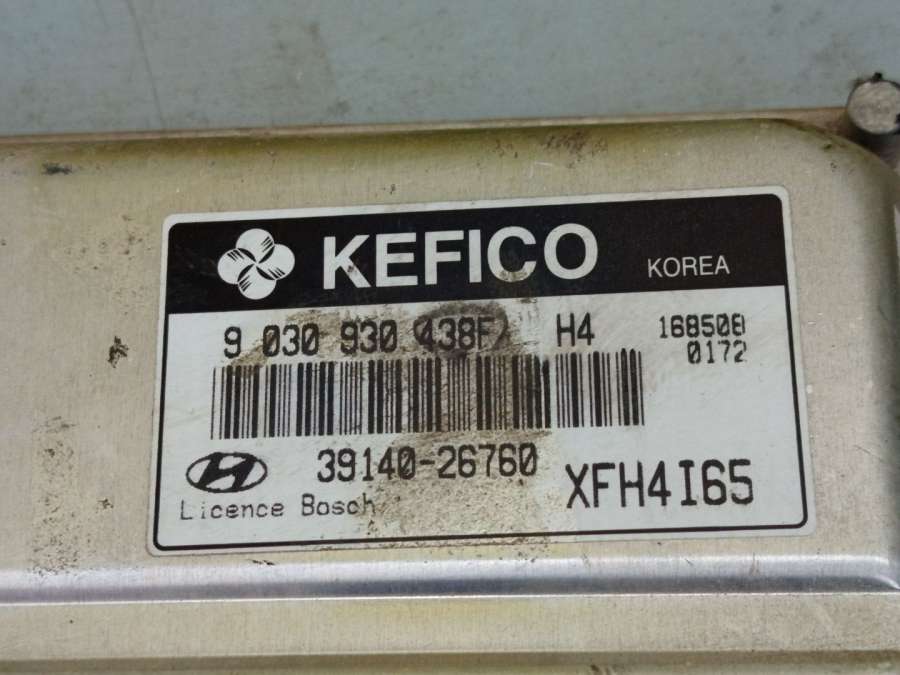 KEFICO KOREA
9 030 930 438F H4 168508
0172
39140-26760 XFH4I65
Licence Bosch